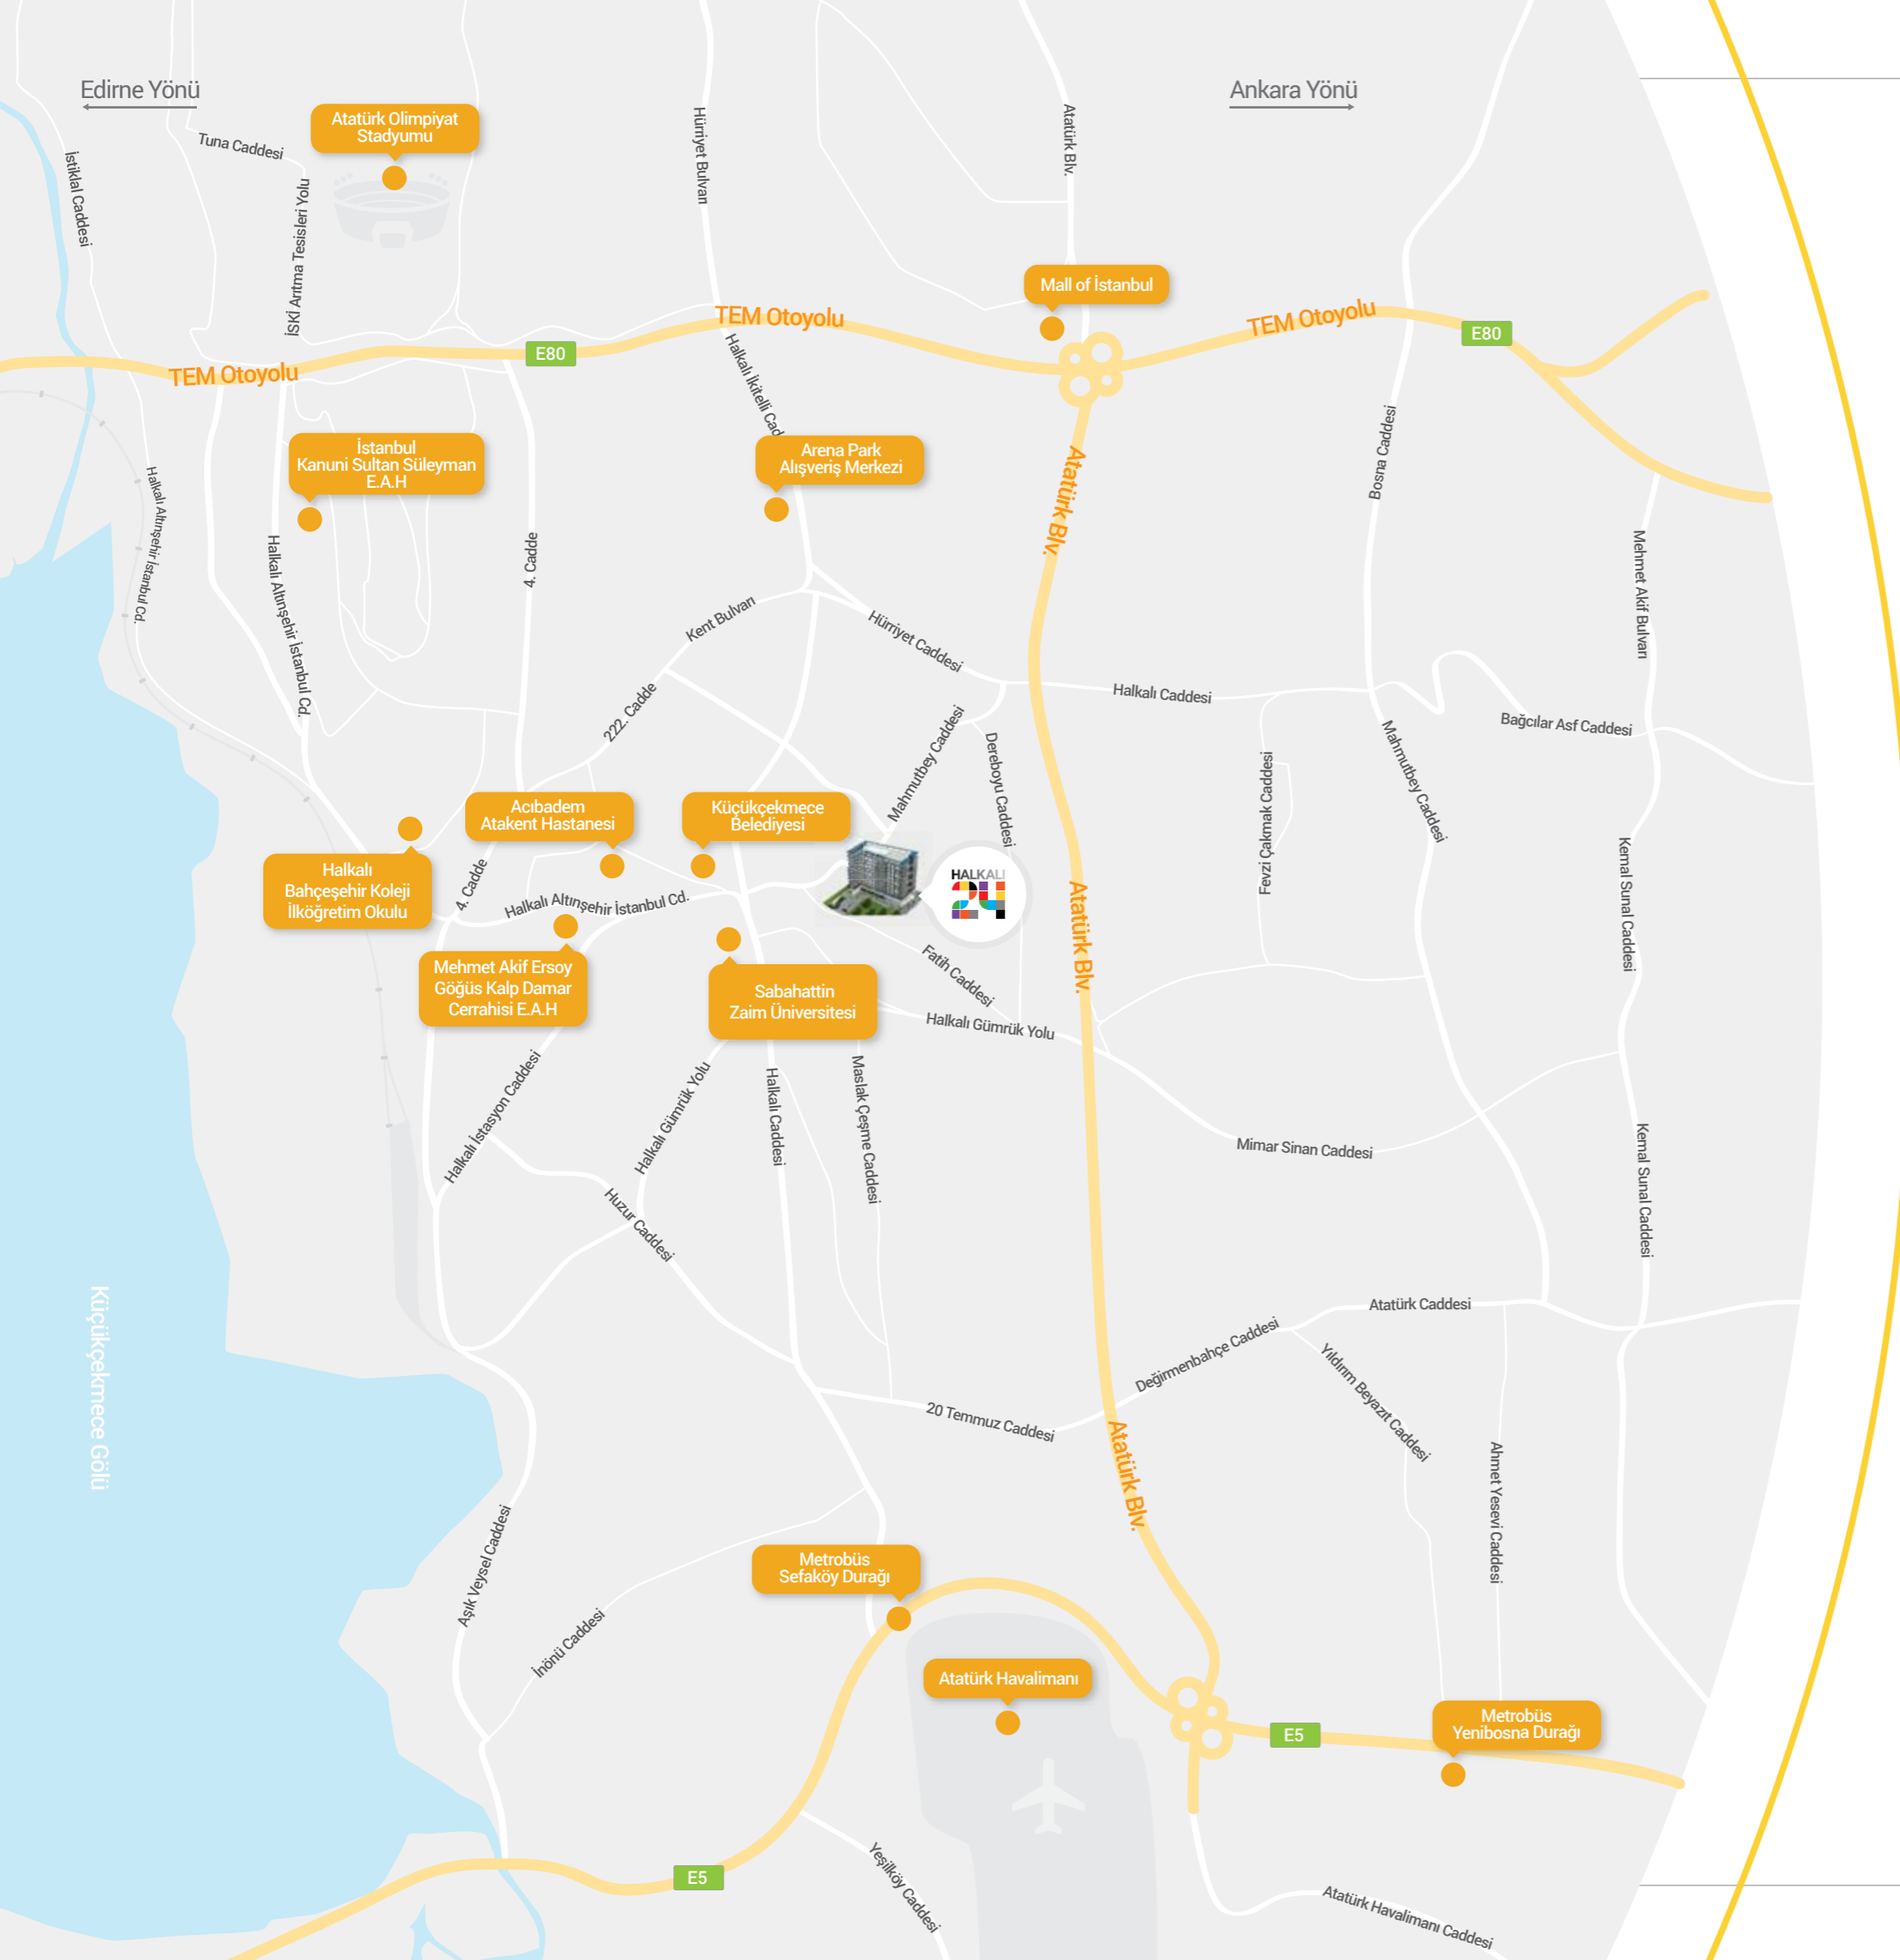 Edirne Yönü
Ankara Yönü
Atatürk Olimpiyat
Stadyumu
Tuna Caddesi
İstiklal Caddesi
İSKİ Arıtma Tesisleri Yolu
Hürriyet Bulvarı
Atatürk Blv.
Mall of İstanbul
TEM Otoyolu
TEM Otoyolu
TEM Otoyolu
E80
E80
Halkalı İkitelli Cad
İstanbul
Kanuni Sultan Süleyman
E.A.H
Arena Park
Alışveriş Merkezi
Atatürk Blv.
Bosna Caddesi
Halkalı Altınşehir İstanbul Cd.
Halkalı Altınşehir İstanbul Cd.
4. Cadde
Mehmet Akif Bulvarı
Kent Bulvarı
Hürriyet Caddesi
222. Cadde
Halkalı Caddesi
Mahmutbey Caddesi
Dereboyu Caddesi
Fevzi Çakmak Caddesi
Mahmutbey Caddesi
Bağcılar Asf Caddesi
Acıbadem
Atakent Hastanesi
Küçükçekmece
Belediyesi
Halkalı
Bahçeşehir Koleji
İlköğretim Okulu
4. Cadde
Halkalı Altınşehir İstanbul Cd.
HALKALI
24
Atatürk Blv.
Kemal Sunal Caddesi
Mehmet Akif Ersoy
Göğüs Kalp Damar
Cerrahisi E.A.H
Sabahattin
Zaim Üniversitesi
Fatih Caddesi
Halkalı Gümrük Yolu
Halkalı İstasyon Caddesi
Halkalı Gümrük Yolu
Halkalı Caddesi
Maslak Çeşme Caddesi
Mimar Sinan Caddesi
Kemal Sunal Caddesi
Huzur Caddesi
Küçükçekmece Gölü
Atatürk Caddesi
Değirmenbahçe Caddesi
Yıldırım Beyazıt Caddesi
20 Temmuz Caddesi
Atatürk Blv.
Ahmet Yesevi Caddesi
Aşık Veysel Caddesi
Metrobüs
Sefaköy Durağı
İnönü Caddesi
Atatürk Havalimanı
E5
Metrobüs
Yenibosna Durağı
E5
Yeşilköy Caddesi
Atatürk Havalimanı Caddesi